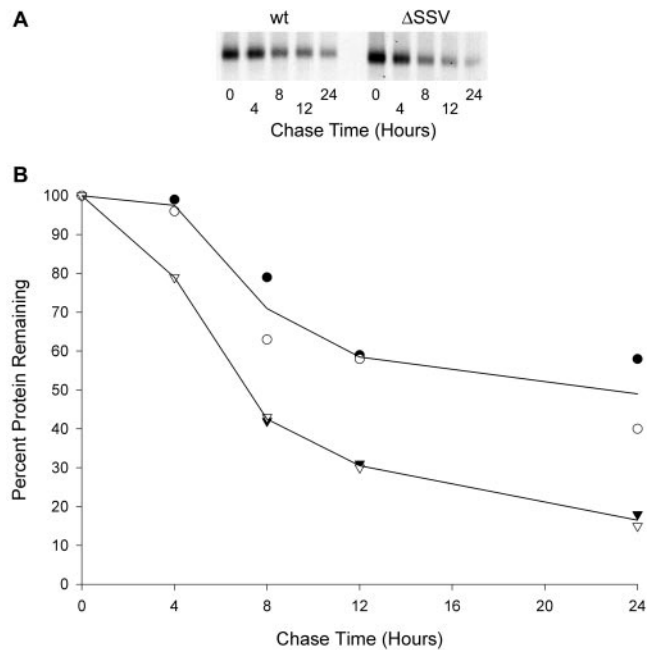 A
wt
ΔSSV
0 8 24 0 8 24
4 12 4 12
Chase Time (Hours)
B
Percent Protein Remaining
100
90
80
70
60
50
40
30
20
10
0
0 4 8 12 16 20 24
Chase Time (Hours)